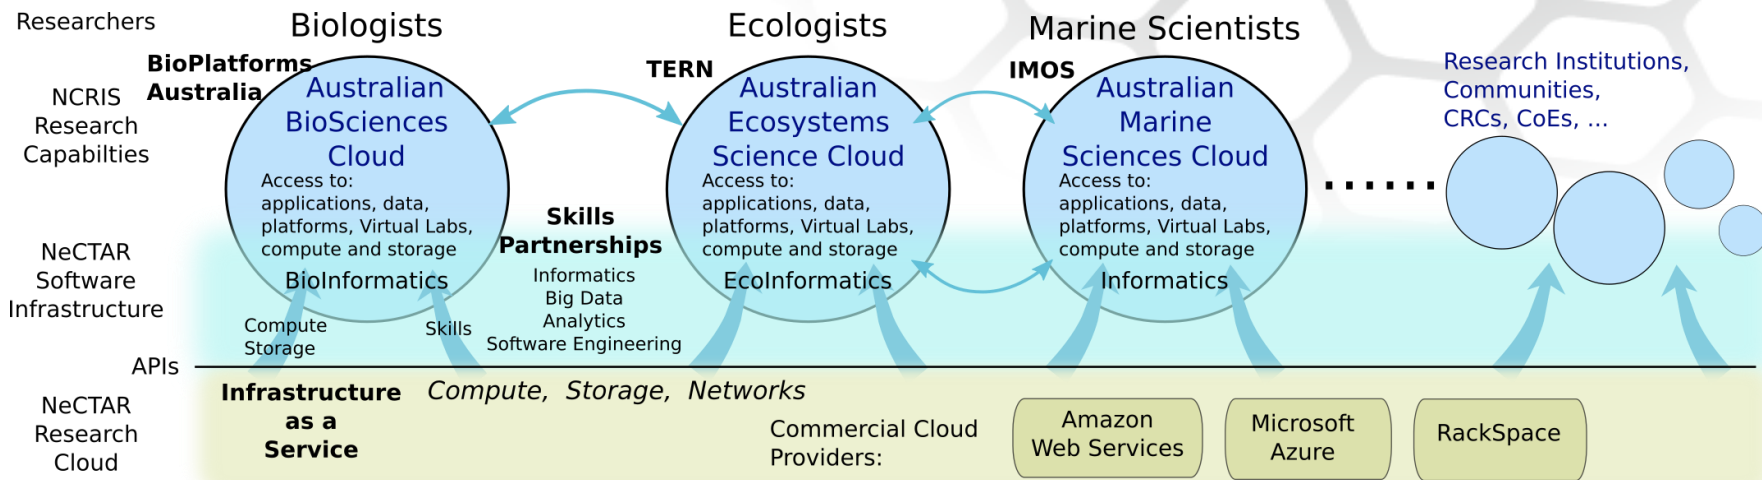 Researchers
Biologists
Ecologists
Marine Scientists
BioPlatforms
Australia
TERN
IMOS
Research Institutions,
Communities,
CRCs, CoEs, ...
NCRIS
Research
Capabilties
Australian
BioSciences
Cloud
Access to:
applications, data,
platforms, Virtual Labs,
compute and storage
BioInformatics
Australian
Ecosystems
Science Cloud
Access to:
applications, data,
platforms, Virtual Labs,
compute and storage
EcoInformatics
Australian
Marine
Sciences Cloud
Access to:
applications, data,
platforms, Virtual Labs,
compute and storage
Informatics
Skills
Partnerships
Informatics
Big Data
Analytics
Software Engineering
NeCTAR
Software
Infrastructure
Compute
Storage
Skills
APIs
NeCTAR
Research
Cloud
Infrastructure
as a
Service
Compute, Storage, Networks
Commercial Cloud
Providers:
Amazon
Web Services
Microsoft
Azure
RackSpace